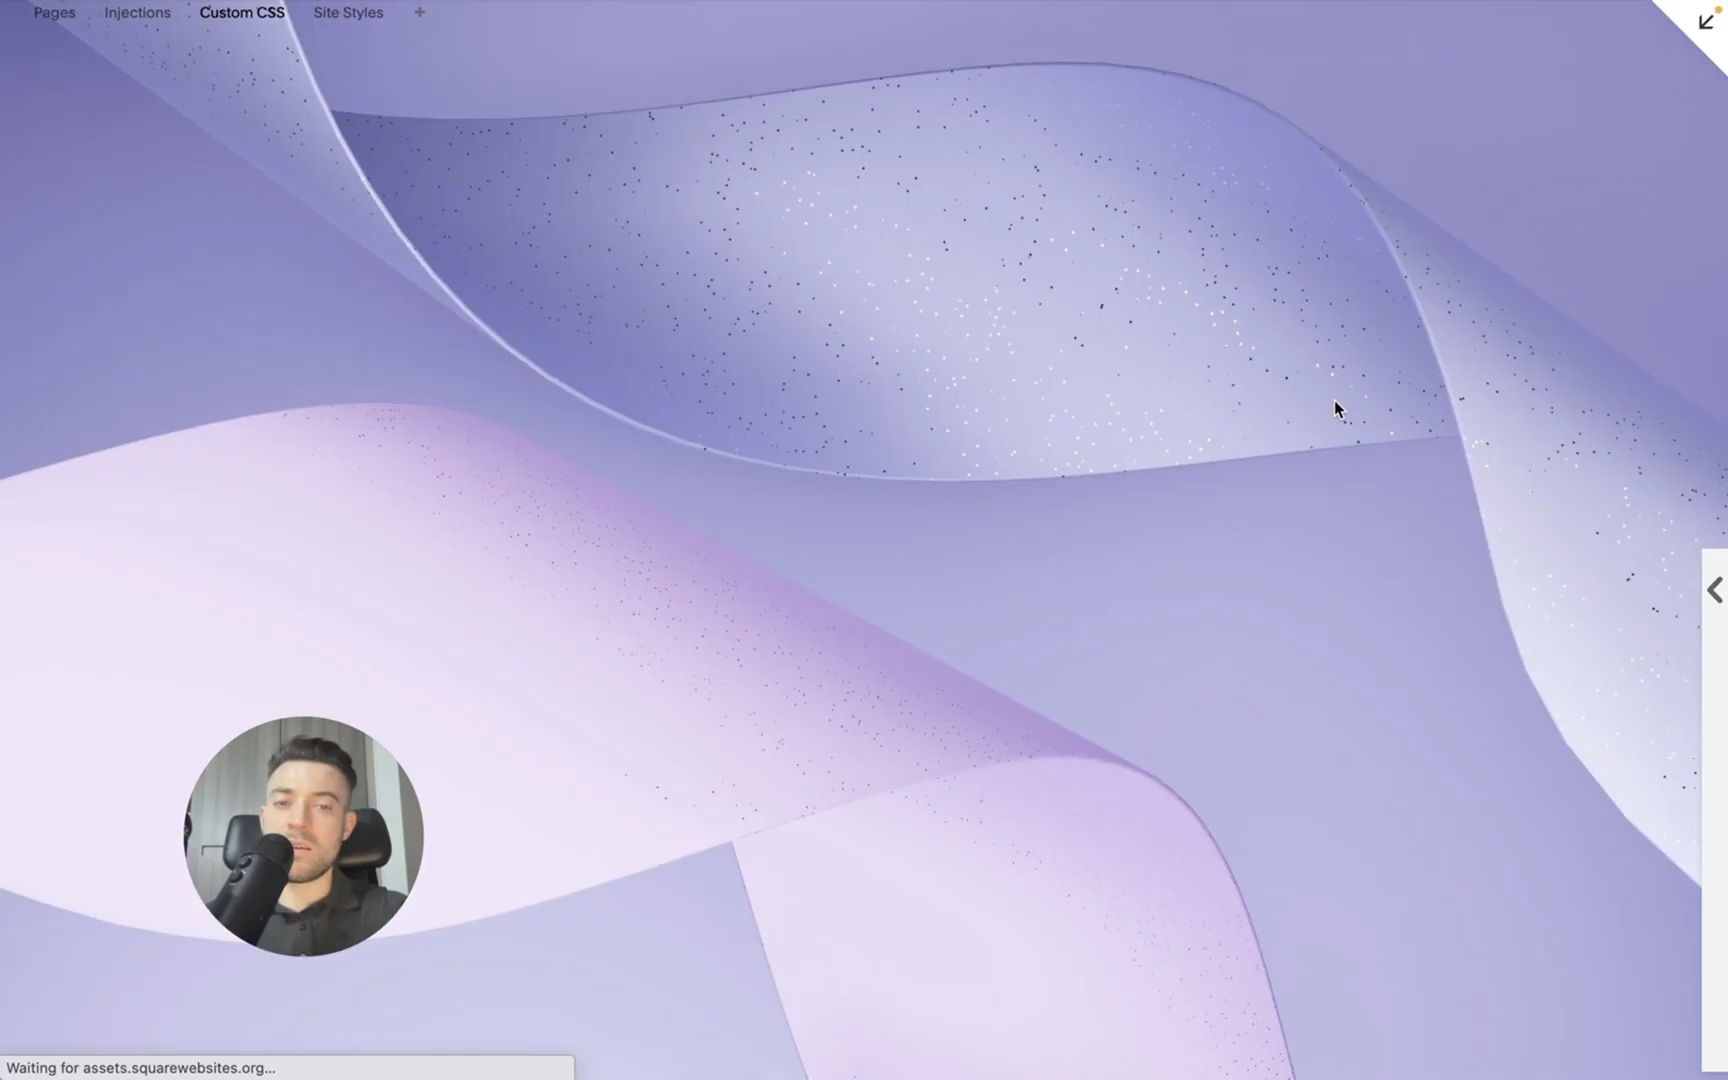 Pages Injections Custom CSS Site Styles +
Waiting for assets.squarewebsites.org...